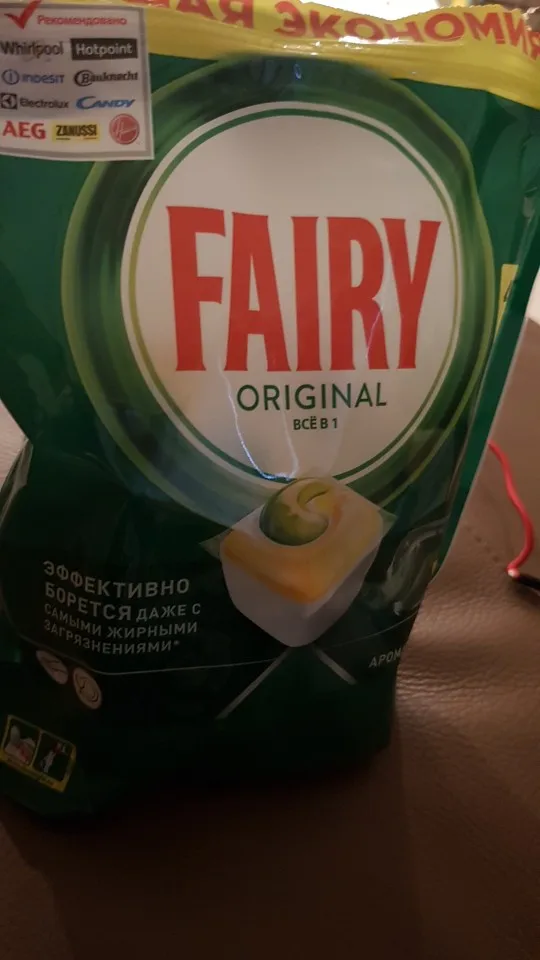 Рекомендовано
Whirlpool Hotpoint
indesit Bauknecht
Electrolux CANDY
AEG ZANUSSI Hoover
ЭКОНОМИЯ
FAIRY
ORIGINAL
ВСЁ В 1
ЭФФЕКТИВНО
БОРЕТСЯ ДАЖЕ С
САМЫМИ ЖИРНЫМИ
ЗАГРЯЗНЕНИЯМИ*
АРОМ